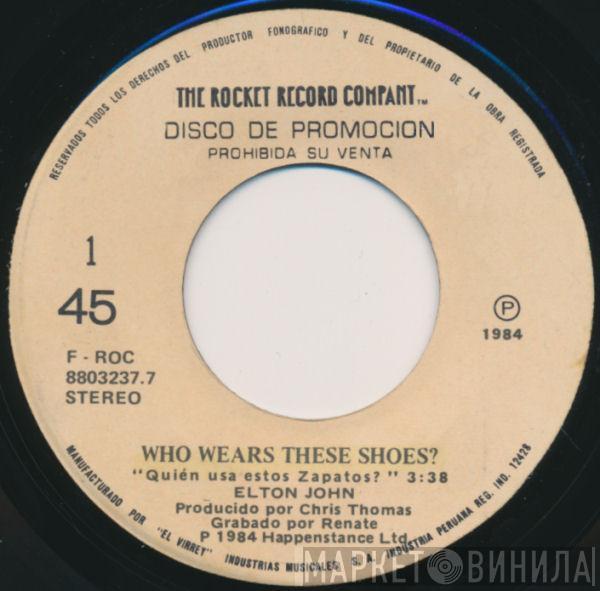 RESERVADOS TODOS LOS DERECHOS DEL PRODUCTOR FONOGRAFICO Y DEL PROPIETARIO DE LA OBRA REGISTRADA
THE ROCKET RECORD COMPANY™
DISCO DE PROMOCION
PROHIBIDA SU VENTA
1
45
F - ROC
8803237.7
STEREO
P
1984
WHO WEARS THESE SHOES?
"Quién usa estos Zapatos?" 3:38
ELTON JOHN
Producido por Chris Thomas
Grabado por Renate
P 1984 Happenstance Ltd.
MANUFACTURADO POR "EL VIRREY" INDUSTRIAS MUSICALES S. A. INDUSTRIA PERUANA REG. IND. 12428
МАРКЕТ ВИНИЛА